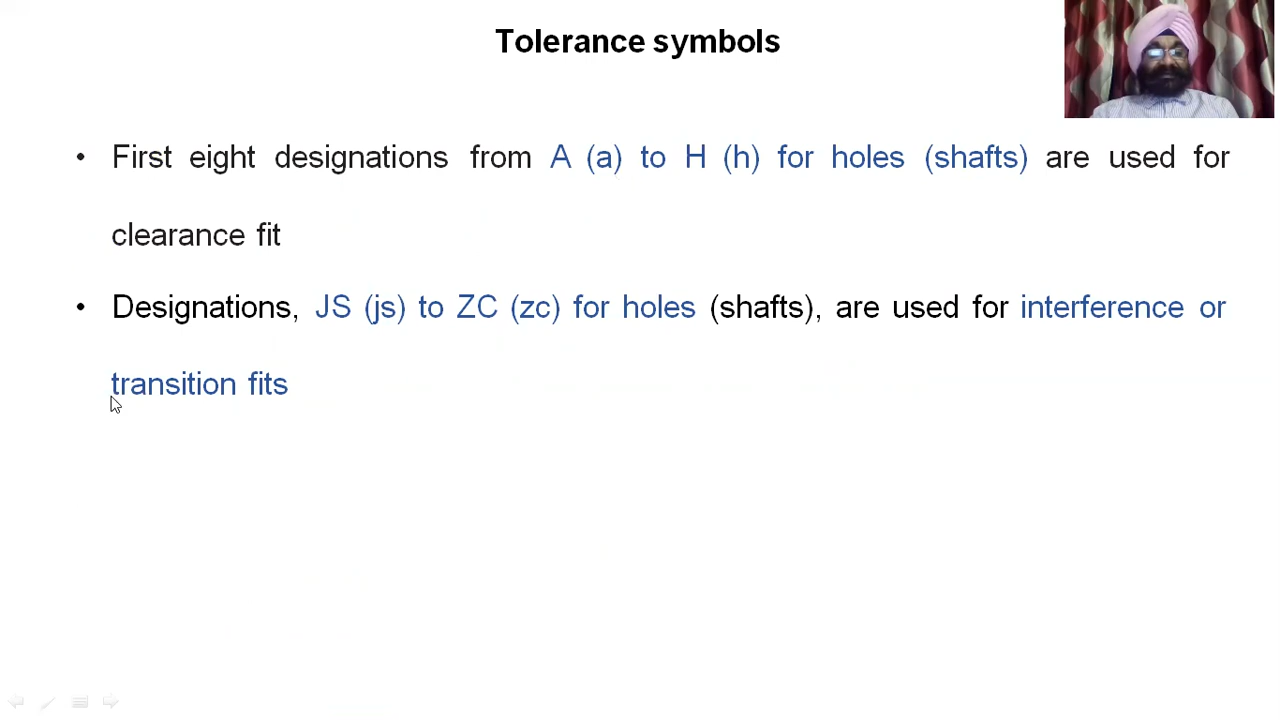 Tolerance symbols
• First eight designations from A (a) to H (h) for holes (shafts) are used for
clearance fit
• Designations, JS (js) to ZC (zc) for holes (shafts), are used for interference or
transition fits